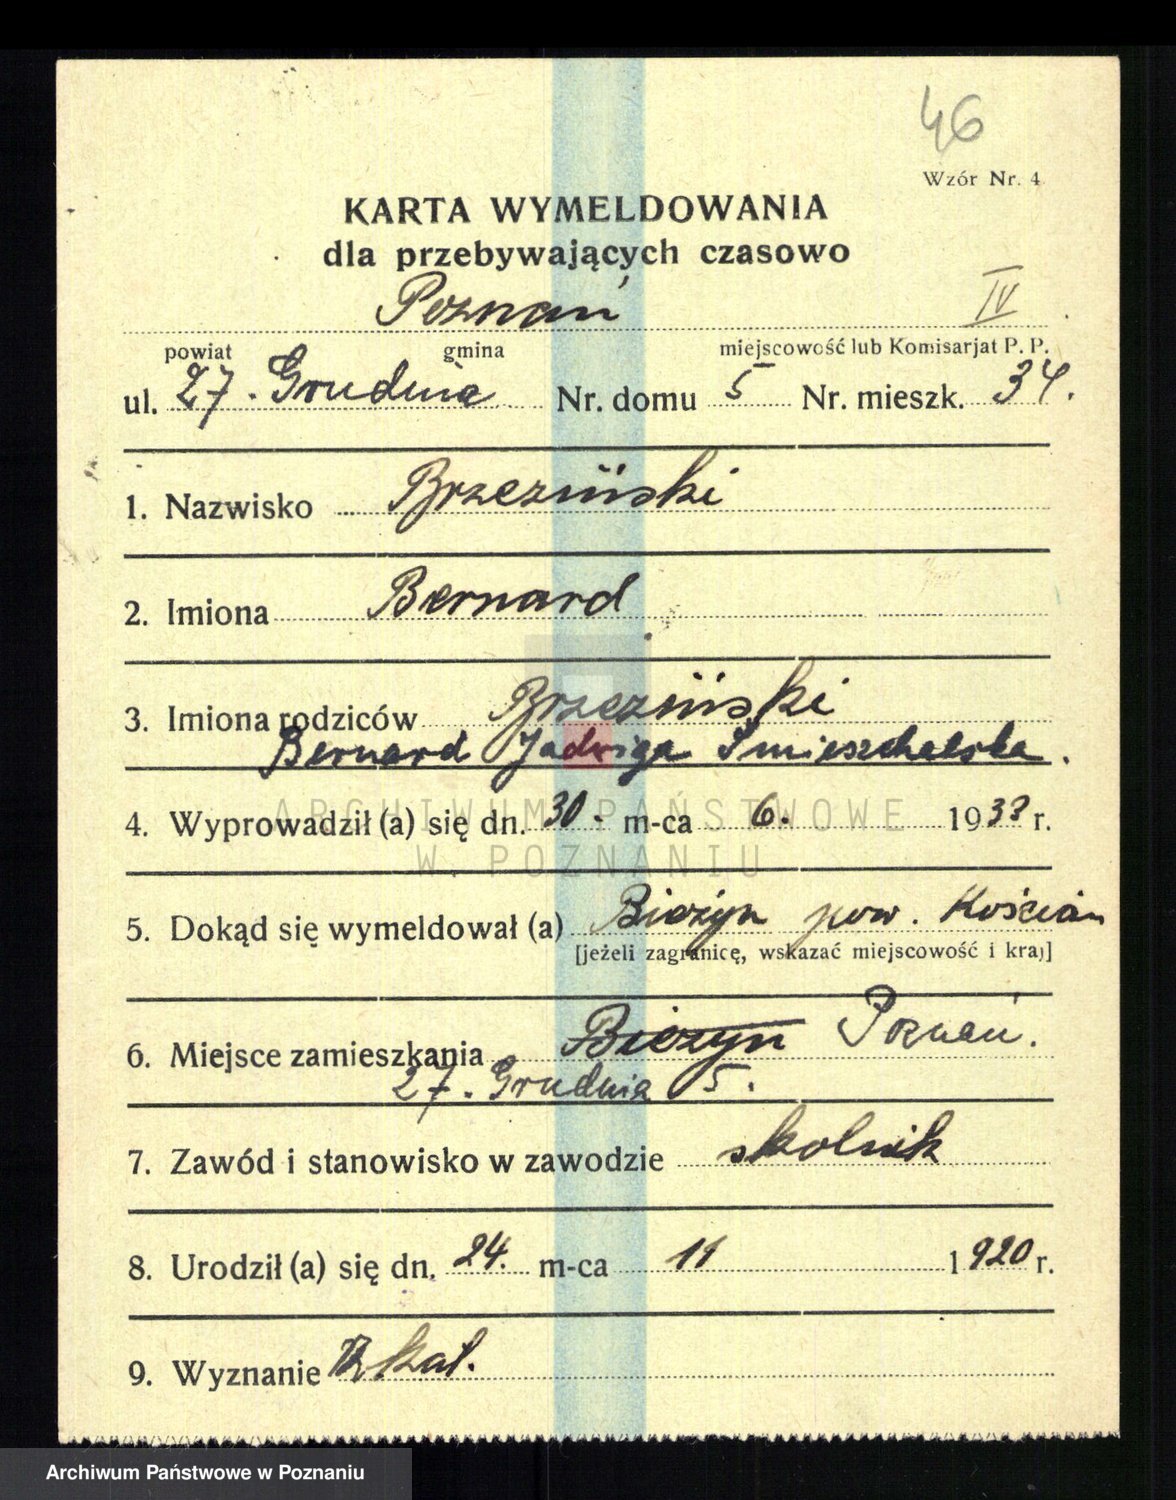 46
Wzór Nr. 4
KARTA WYMELDOWANIA
dla przebywających czasowo
Poznań IV
powiat gmina miejscowość lub Komisarjat P. P.
ul. 27. Grudnia Nr. domu 5 Nr. mieszk. 34.
1. Nazwisko Brzeziński
2. Imiona Bernard
3. Imiona rodziców Brzeziński
Bernard Jadwiga
4. Wyprowadził (a) się dn. 30. m-ca 6. 1933 r.
ARCHIWUM PAŃSTWOWE
W POZNANIU
5. Dokąd się wymeldował (a) Bieżyn pow. Kościan
[jeżeli zagranicę, wskazać miejscowość i kraj]
6. Miejsce zamieszkania Bieżyn Poznań.
27. Grudnia 5.
7. Zawód i stanowisko w zawodzie szkolnik
8. Urodził (a) się dn. 24. m-ca 11 1920 r.
9. Wyznanie Rz kat.
Archiwum Państwowe w Poznaniu